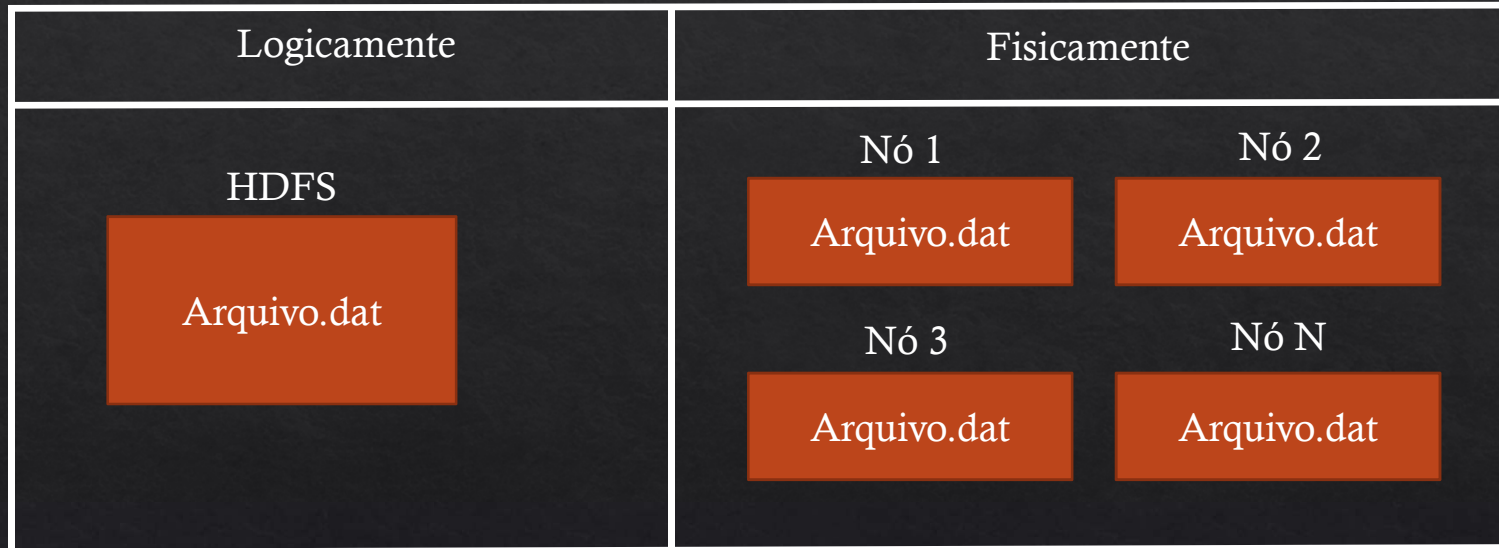 Logicamente
Fisicamente
HDFS
Arquivo.dat
Nó 1
Nó 2
Arquivo.dat
Arquivo.dat
Nó 3
Nó N
Arquivo.dat
Arquivo.dat